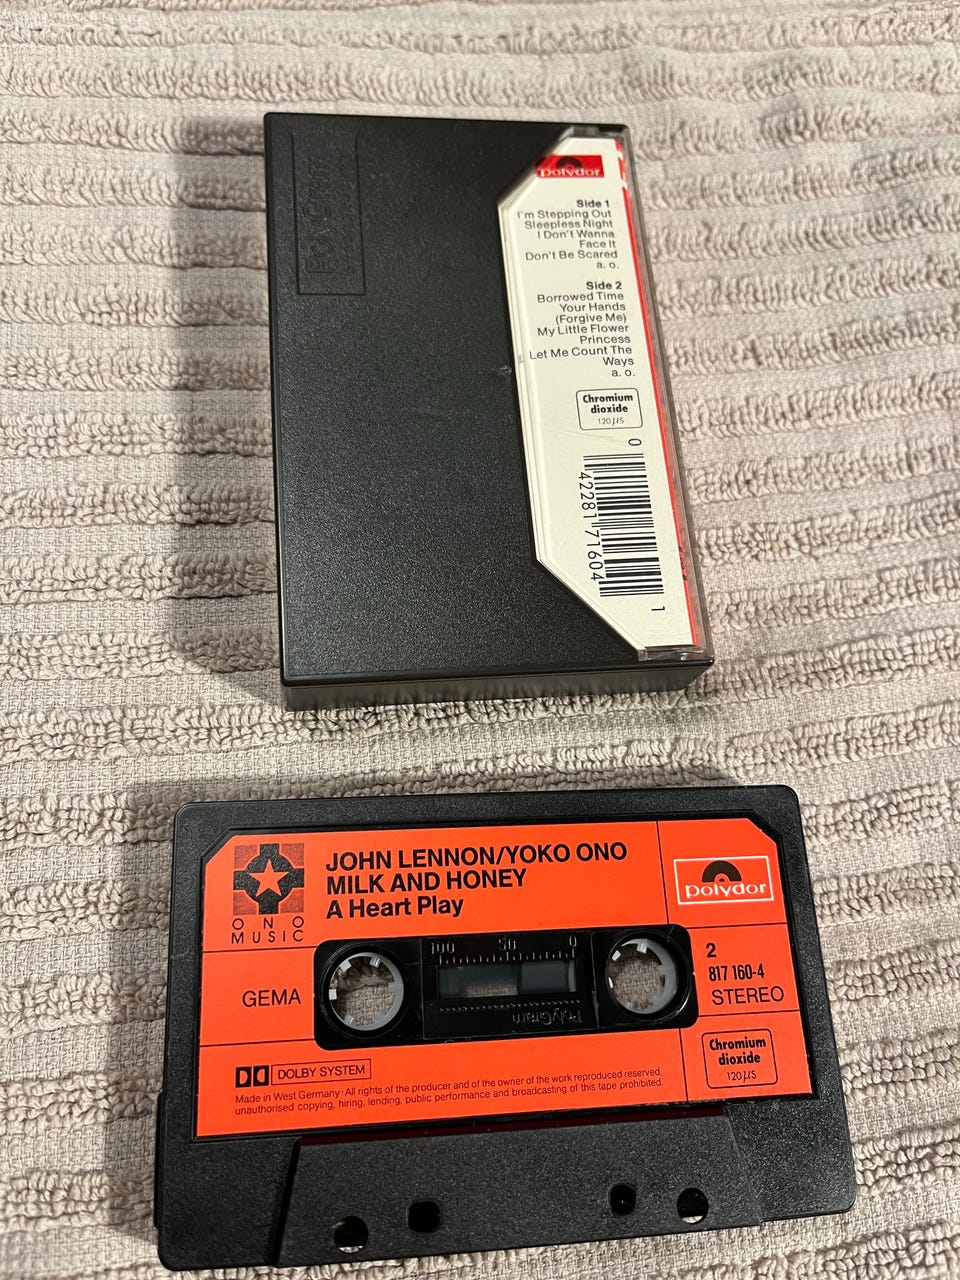 PolyGram
polydor
Side 1
I'm Stepping Out
Sleepless Night
I Don't Wanna
Face It
Don't Be Scared
a. o.
Side 2
Borrowed Time
Your Hands
(Forgive Me)
My Little Flower
Princess
Let Me Count The
Ways
a. o.
Chromium
dioxide
120 µS
0
42281 71604
1
ONO
MUSIC
JOHN LENNON/YOKO ONO
MILK AND HONEY
A Heart Play
polydor
100 50 0
PolyGram
GEMA
2
817 160-4
STEREO
DOLBY SYSTEM
Chromium
dioxide
120 µS
Made in West Germany · All rights of the producer and of the owner of the work reproduced reserved.
unauthorised copying, hiring, lending, public performance and broadcasting of this tape prohibited.